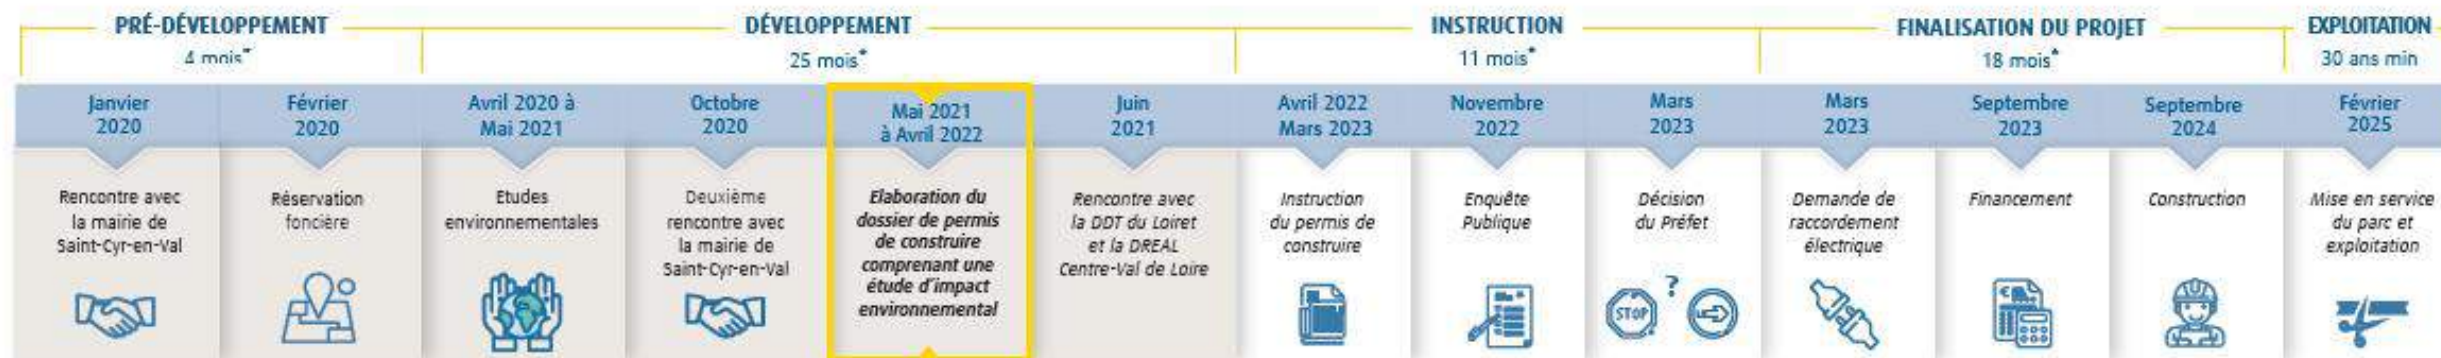 PRÉ-DÉVELOPPEMENT
4 mois*
DÉVELOPPEMENT
25 mois*
INSTRUCTION
11 mois*
FINALISATION DU PROJET
18 mois*
EXPLOITATION
30 ans min
Janvier
2020
Rencontre avec
la mairie de
Saint-Cyr-en-Val
Février
2020
Réservation
foncière
Avril 2020 à
Mai 2021
Etudes
environnementales
Octobre
2020
Deuxième
rencontre avec
la mairie de
Saint-Cyr-en-Val
Mai 2021
à Avril 2022
Elaboration du
dossier de permis
de construire
comprenant une
étude d'impact
environnemental
Juin
2021
Rencontre avec
la DDT du Loiret
et la DREAL
Centre-Val de Loire
Avril 2022
Mars 2023
Instruction
du permis de
construire
Novembre
2022
Enquête
Publique
Mars
2023
Décision
du Préfet
STOP
?
Mars
2023
Demande de
raccordement
électrique
Septembre
2023
Financement
€
Septembre
2024
Construction
Février
2025
Mise en service
du parc et
exploitation